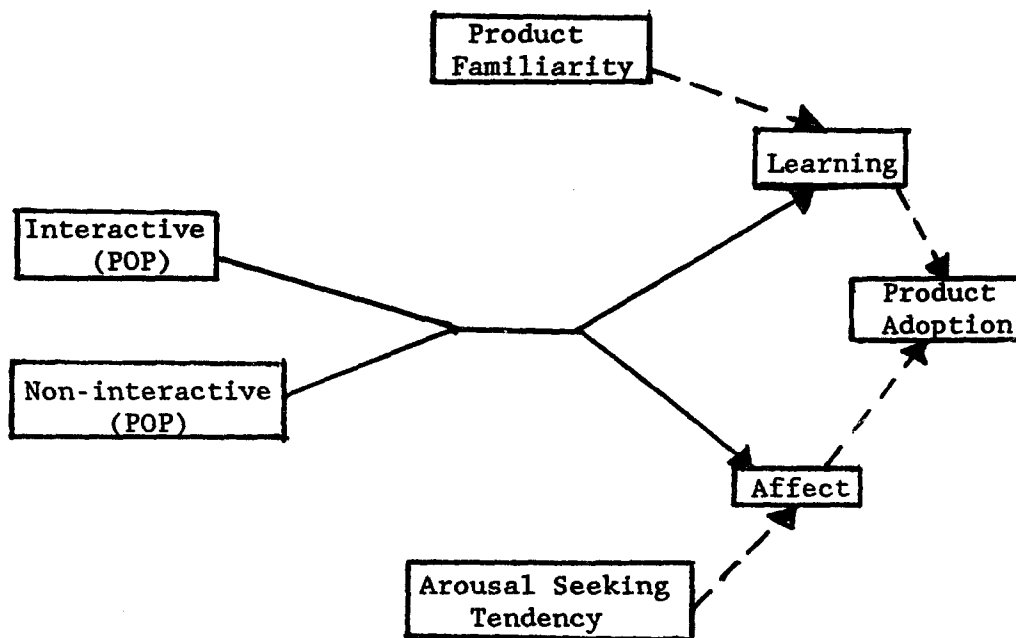 Product
Familiarity
Learning
Interactive
(POP)
Product
Adoption
Non-interactive
(POP)
Affect
Arousal Seeking
Tendency